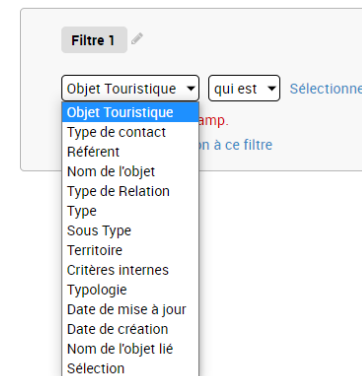 Filtre 1
Objet Touristique qui est Sélectionne
Objet Touristique
amp.
Type de contact
Référent
n à ce filtre
Nom de l'objet
Type de Relation
Type
Sous Type
Territoire
Critères internes
Typologie
Date de mise à jour
Date de création
Nom de l'objet lié
Sélection